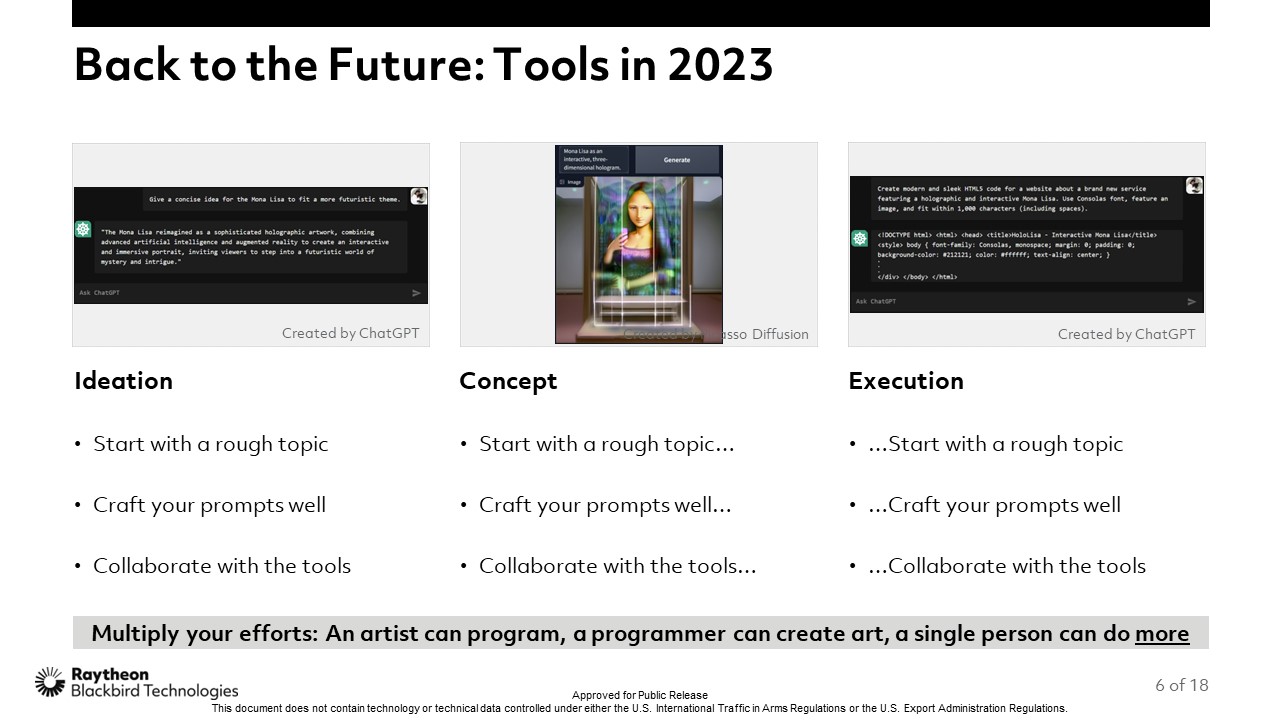 Back to the Future: Tools in 2023
Give a concise idea for the Mona Lisa to fit a more futuristic theme.
"The Mona Lisa reimagined as a sophisticated holographic artwork, combining
advanced artificial intelligence and augmented reality to create an interactive
and immersive portrait, inviting viewers to step into a futuristic world of
mystery and intrigue."
Ask ChatGPT
Created by ChatGPT
Mona Lisa as an
interactive, three-
dimensional hologram.
Generate
Image
Created by asso Diffusion
Create modern and sleek HTML5 code for a website about a brand new service
featuring a holographic and interactive Mona Lisa. Use Consolas font, feature an
image, and fit within 1,000 characters (including spaces).
<!DOCTYPE html> <html> <head> <title>HoloLisa - Interactive Mona Lisa</title>
<style> body { font-family: Consolas, monospace; margin: 0; padding: 0;
background-color: #212121; color: #ffffff; text-align: center; }
.
.
.
</div> </body> </html>
Ask ChatGPT
Created by ChatGPT
Ideation
• Start with a rough topic
• Craft your prompts well
• Collaborate with the tools
Concept
• Start with a rough topic...
• Craft your prompts well...
• Collaborate with the tools...
Execution
• ...Start with a rough topic
• ...Craft your prompts well
• ...Collaborate with the tools
Multiply your efforts: An artist can program, a programmer can create art, a single person can do more
Raytheon
Blackbird Technologies
Approved for Public Release
This document does not contain technology or technical data controlled under either the U.S. International Traffic in Arms Regulations or the U.S. Export Administration Regulations.
6 of 18